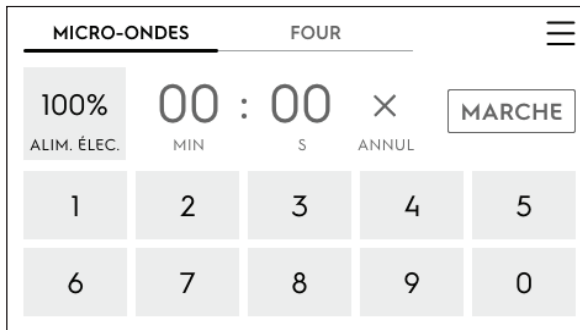 MICRO-ONDES FOUR
100% 00 : 00 × MARCHE
ALIM. ÉLEC. MIN S ANNUL
1 2 3 4 5
6 7 8 9 0